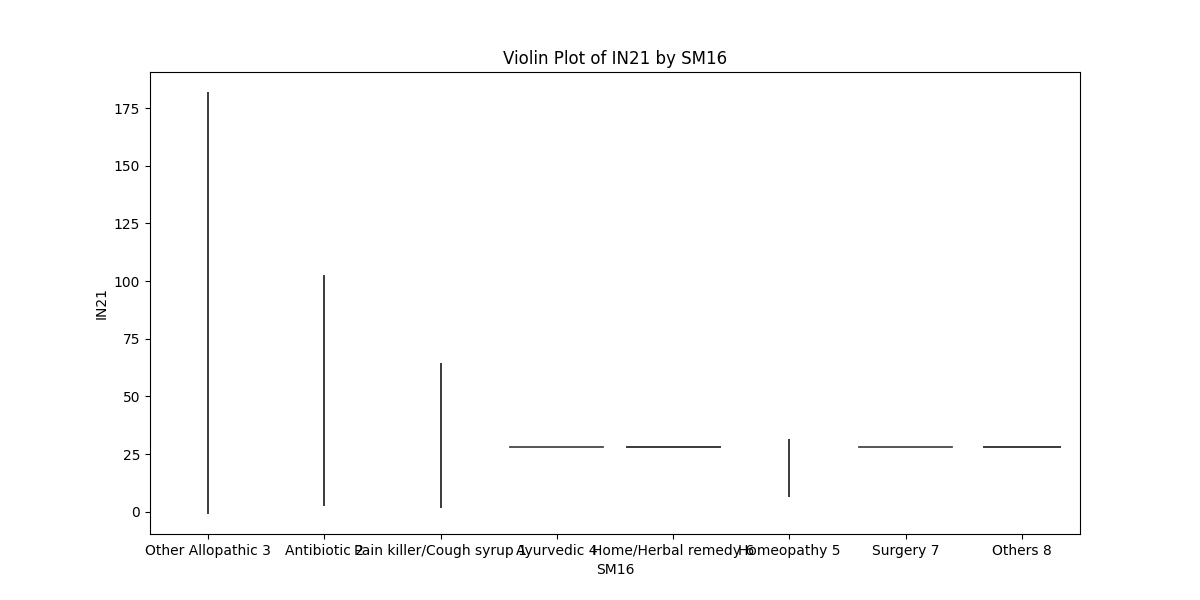 Violin Plot of IN21 by SM16
175
150
125
100
75
50
25
0
IN21
Other Allopathic 3 Antibiotic 2 Pain killer/Cough syrup 1 Ayurvedic 4 Home/Herbal remedy 6 Homeopathy 5 Surgery 7 Others 8
SM16